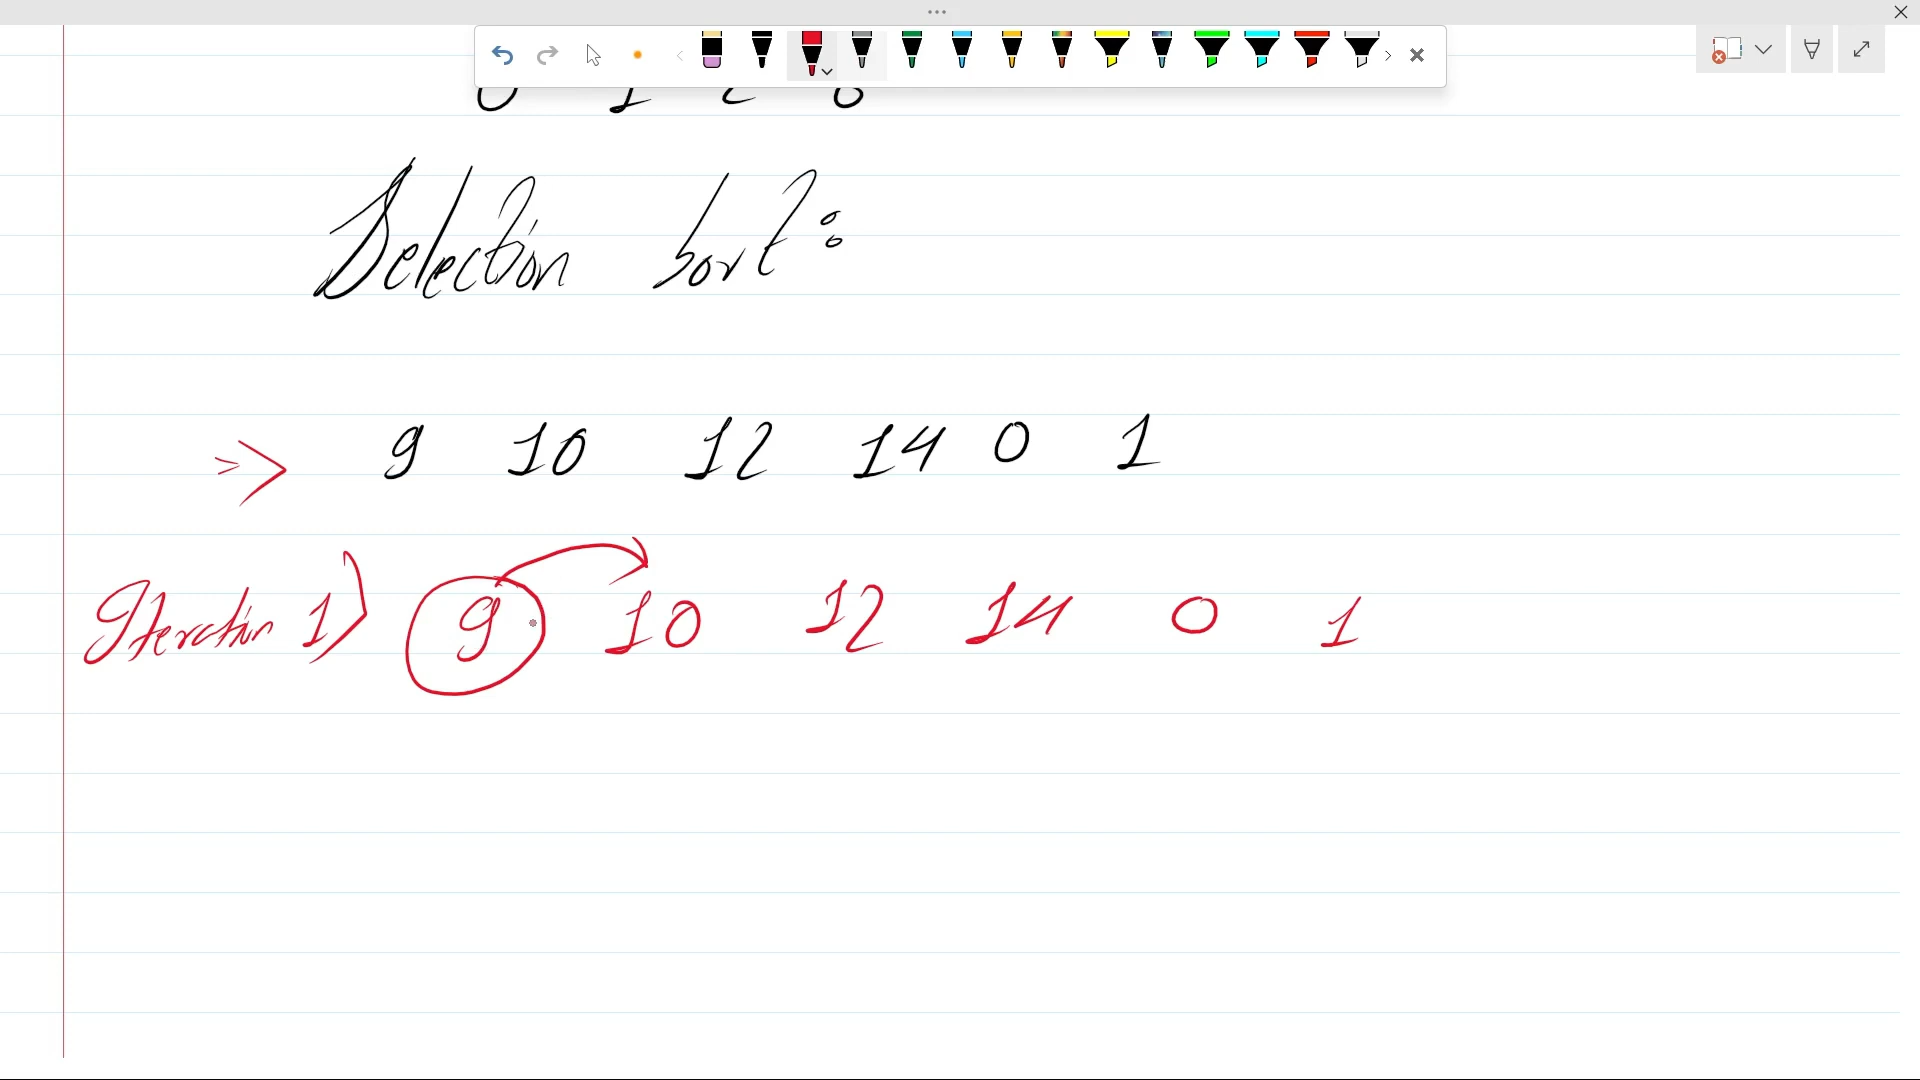 Selection sort:
=> 9 10 12 14 0 1
Iteration 1) 9 10 12 14 0 1